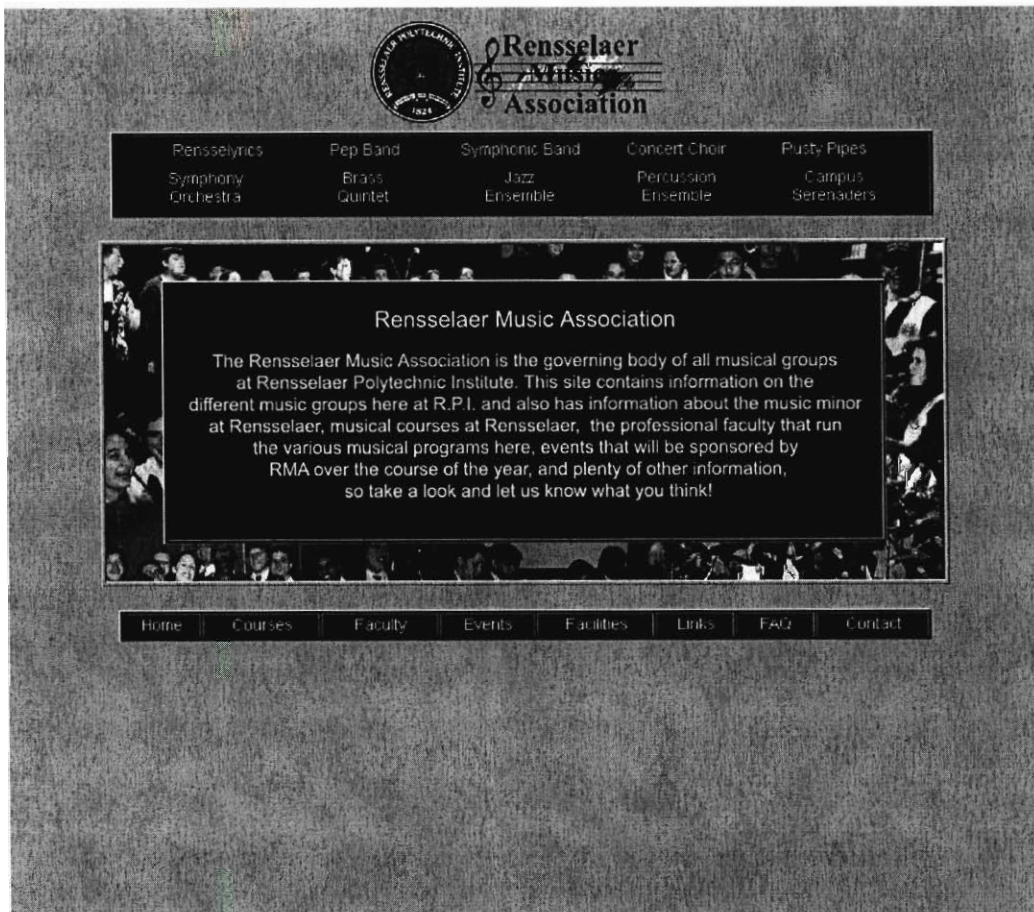 RENSSELAER POLYTECHNIC INSTITUTE
1824
Rensselaer
Music
Association
Rensselyrics Pep Band Symphonic Band Concert Choir Rusty Pipes
Symphony Brass Jazz Percussion Campus
Orchestra Quintet Ensemble Ensemble Serenaders
Rensselaer Music Association
The Rensselaer Music Association is the governing body of all musical groups
at Rensselaer Polytechnic Institute. This site contains information on the
different music groups here at R.P.I. and also has information about the music minor
at Rensselaer, musical courses at Rensselaer, the professional faculty that run
the various musical programs here, events that will be sponsored by
RMA over the course of the year, and plenty of other information,
so take a look and let us know what you think!
Home Courses Faculty Events Facilities Links FAQ Contact